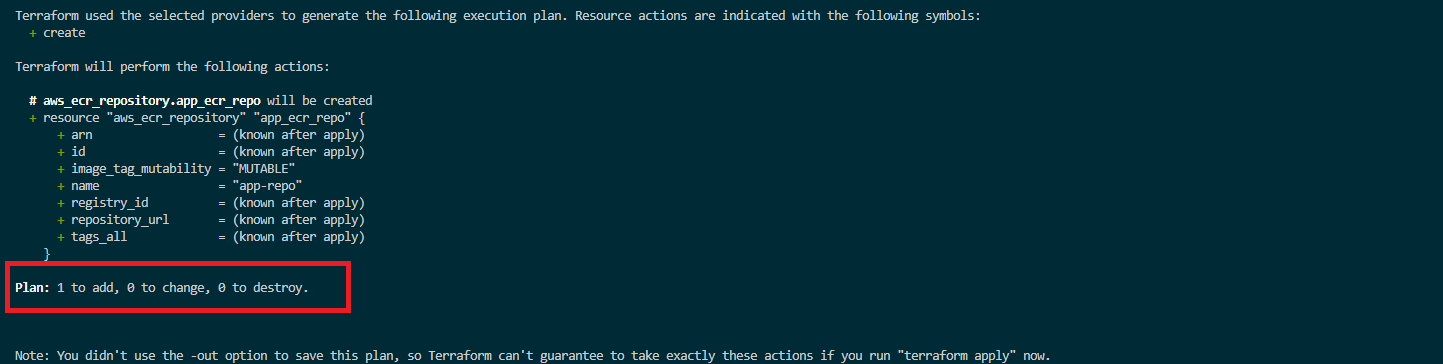 Terraform used the selected providers to generate the following execution plan. Resource actions are indicated with the following symbols:
  + create
Terraform will perform the following actions:
  # aws_ecr_repository.app_ecr_repo will be created
  + resource "aws_ecr_repository" "app_ecr_repo" {
      + arn                  = (known after apply)
      + id                   = (known after apply)
      + image_tag_mutability = "MUTABLE"
      + name                 = "app-repo"
      + registry_id          = (known after apply)
      + repository_url       = (known after apply)
      + tags_all             = (known after apply)
    }
Plan: 1 to add, 0 to change, 0 to destroy.
Note: You didn't use the -out option to save this plan, so Terraform can't guarantee to take exactly these actions if you run "terraform apply" now.